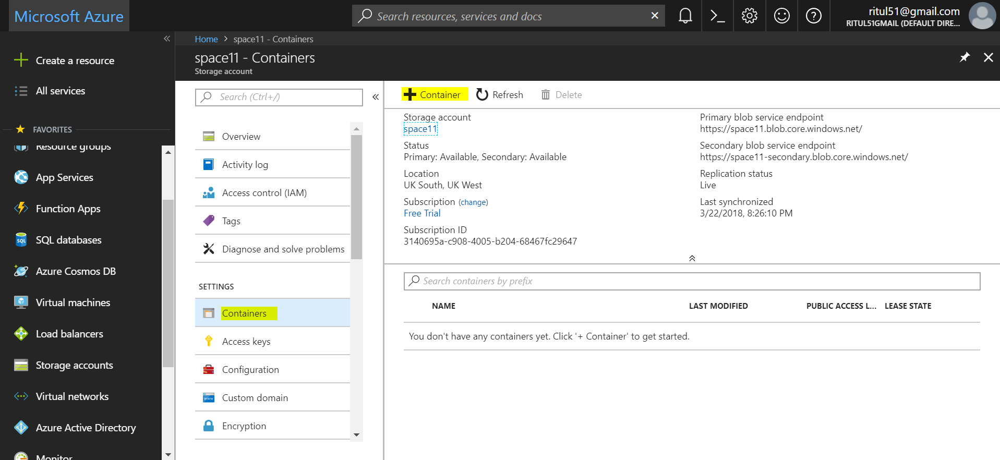 Microsoft Azure
Search resources, services and docs
ritul51@gmail.com
RITUL51GMAIL (DEFAULT DIRE...
Create a resource
All services
FAVORITES
Resource groups
App Services
Function Apps
SQL databases
Azure Cosmos DB
Virtual machines
Load balancers
Storage accounts
Virtual networks
Azure Active Directory
Monitor
Home > space11 - Containers
space11 - Containers
Storage account
Search (Ctrl+/)
Overview
Activity log
Access control (IAM)
Tags
Diagnose and solve problems
SETTINGS
Containers
Access keys
Configuration
Custom domain
Encryption
Container
Refresh
Delete
Storage account
space11
Status
Primary: Available, Secondary: Available
Location
UK South, UK West
Subscription (change)
Free Trial
Subscription ID
3140695a-c908-4005-b204-68467fc29647
Primary blob service endpoint
https://space11.blob.core.windows.net/
Secondary blob service endpoint
https://space11-secondary.blob.core.windows.net/
Replication status
Live
Last synchronized
3/22/2018, 8:26:10 PM
Search containers by prefix
NAME LAST MODIFIED PUBLIC ACCESS L... LEASE STATE
You don't have any containers yet. Click '+ Container' to get started.